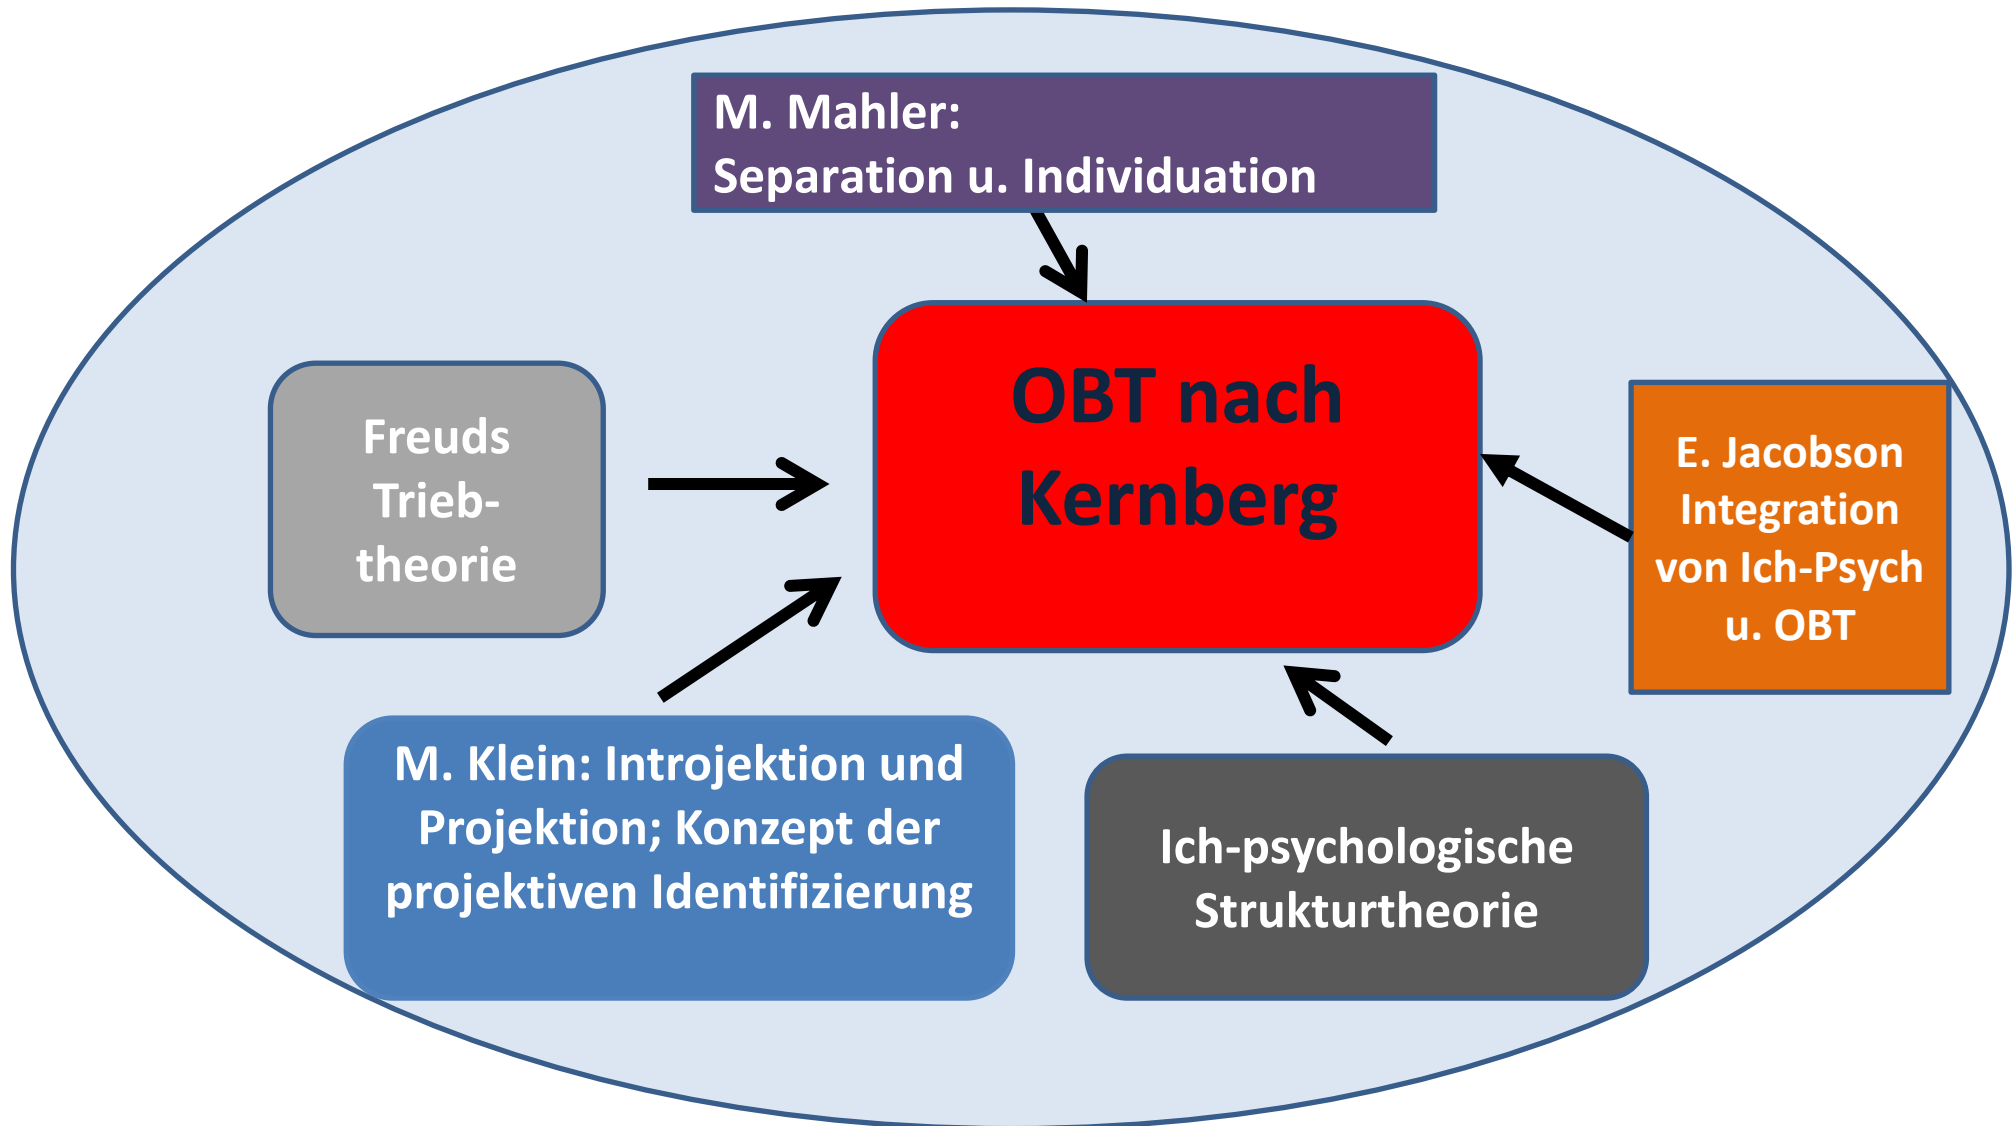 M. Mahler:
Separation u. Individuation
OBT nach
Kernberg
Freuds
Trieb-
theorie
E. Jacobson
Integration
von Ich-Psych
u. OBT
M. Klein: Introjektion und
Projektion; Konzept der
projektiven Identifizierung
Ich-psychologische
Strukturtheorie